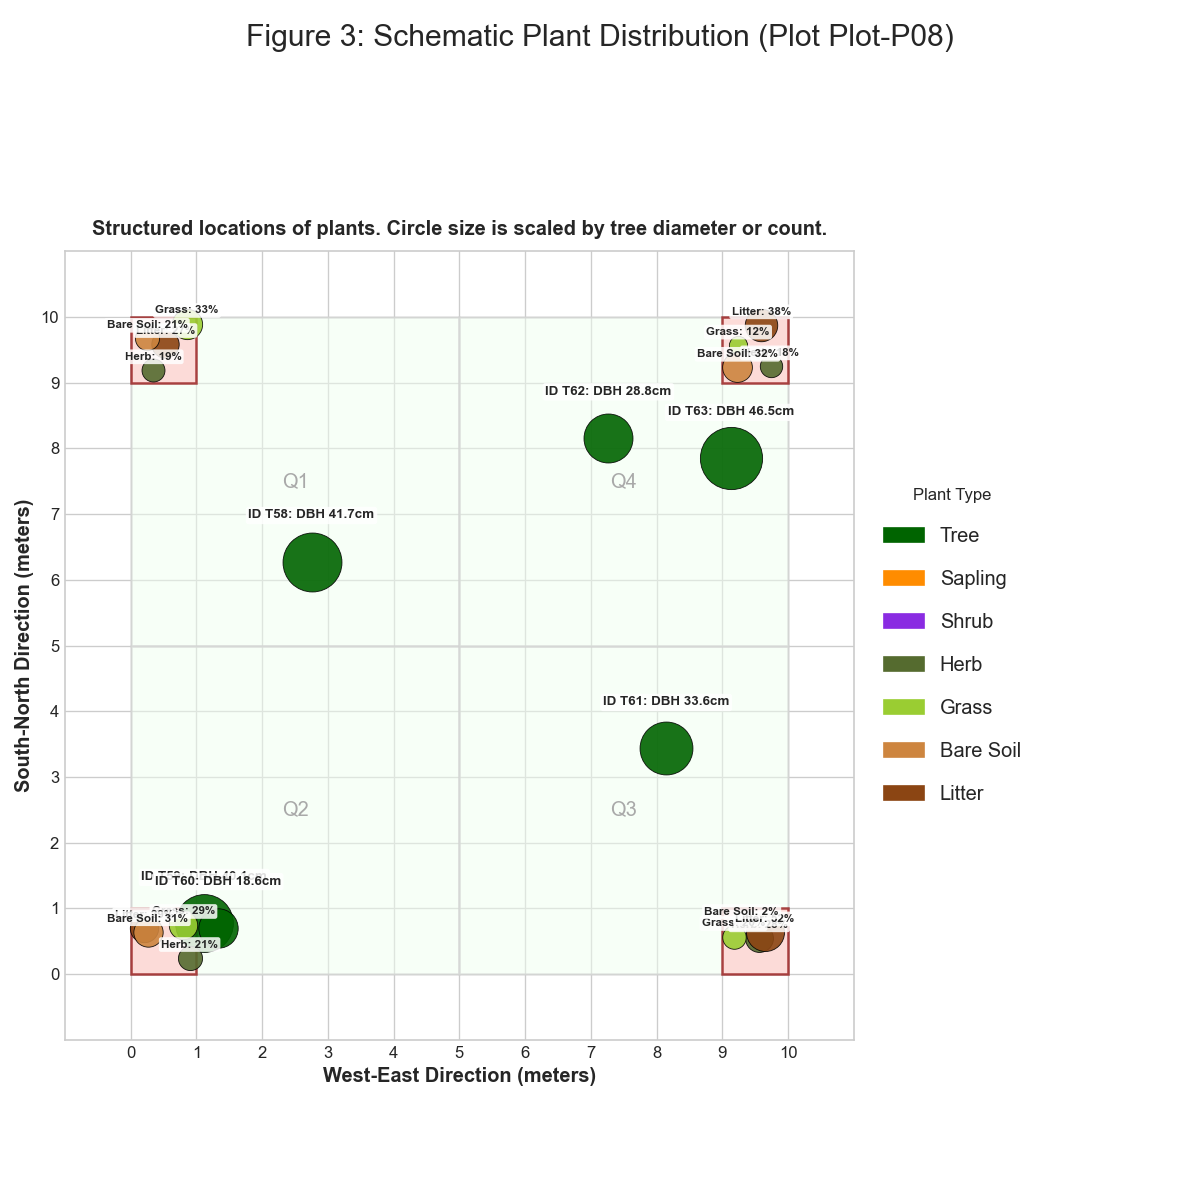 Figure 3: Schematic Plant Distribution (Plot Plot-P08)
Structured locations of plants. Circle size is scaled by tree diameter or count.
Grass: 33%
Bare Soil: 21%
Herb: 19%
Litter: 38%
Grass: 12%
Bare Soil: 32%
ID T62: DBH 28.8cm
ID T63: DBH 46.5cm
Q1
Q4
ID T58: DBH 41.7cm
ID T61: DBH 33.6cm
Q2
Q3
ID T60: DBH 18.6cm
29%
Bare Soil: 31%
Herb: 21%
Bare Soil: 2%
Grass
10
9
8
7
6
5
4
3
2
1
0
0 1 2 3 4 5 6 7 8 9 10
West-East Direction (meters)
South-North Direction (meters)
Plant Type
Tree
Sapling
Shrub
Herb
Grass
Bare Soil
Litter